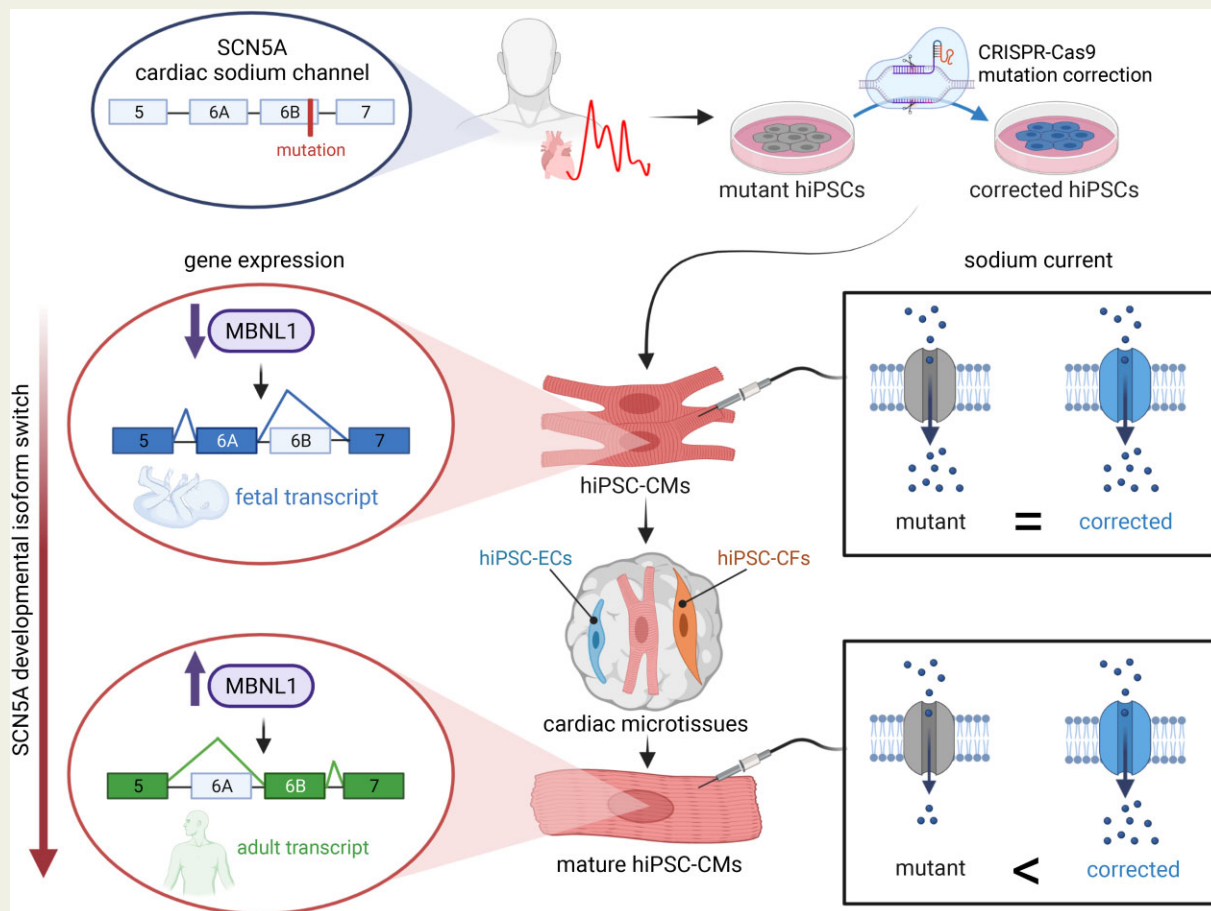 SCN5A
cardiac sodium channel
5
6A
6B
7
mutation
CRISPR-Cas9
mutation correction
mutant hiPSCs
corrected hiPSCs
gene expression
sodium current
SCN5A developmental isoform switch
MBNL1
5
6A
6B
7
fetal transcript
hiPSC-CMs
mutant
=
corrected
hiPSC-ECs
hiPSC-CFs
cardiac microtissues
MBNL1
5
6A
6B
7
adult transcript
mature hiPSC-CMs
mutant
<
corrected